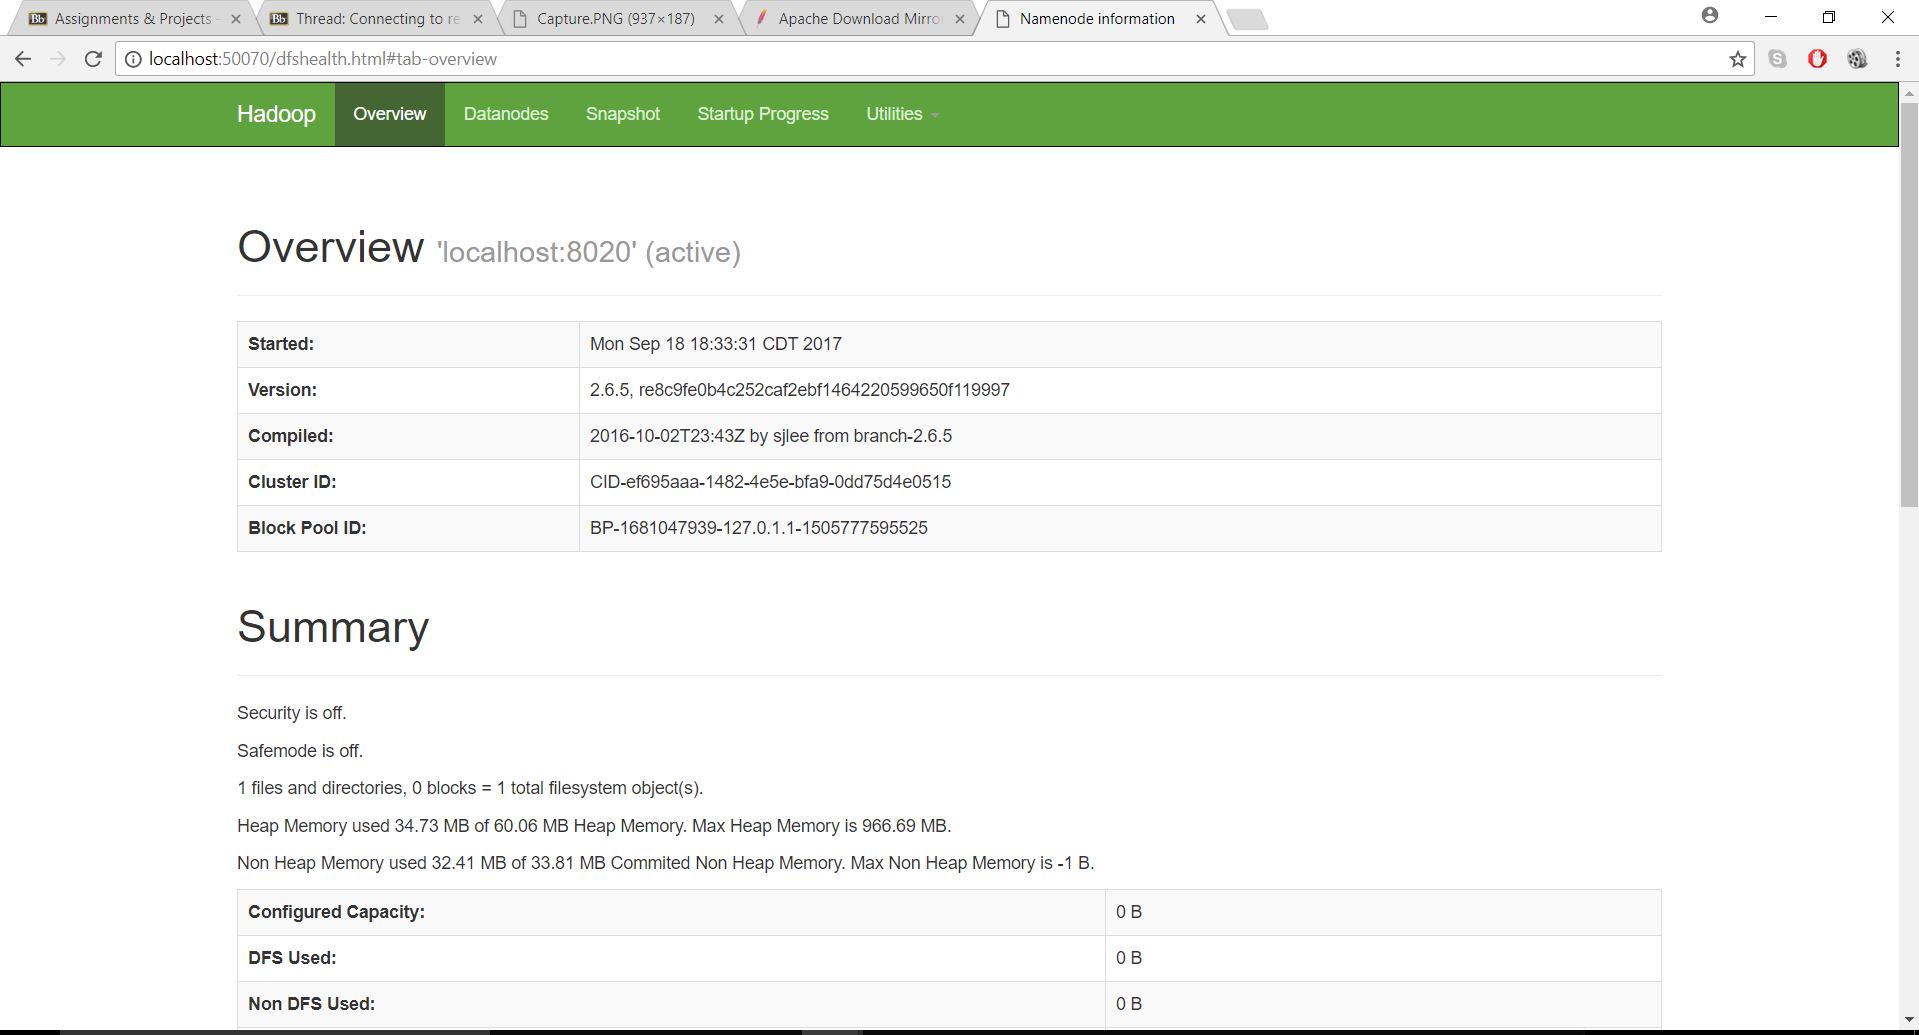 Assignments & Projects -
Thread: Connecting to re
Capture.PNG (937×187)
Apache Download Mirro
Namenode information
localhost:50070/dfshealth.html#tab-overview
Hadoop Overview Datanodes Snapshot Startup Progress Utilities
Overview 'localhost:8020' (active)
Started: Mon Sep 18 18:33:31 CDT 2017
Version: 2.6.5, re8c9fe0b4c252caf2ebf1464220599650f119997
Compiled: 2016-10-02T23:43Z by sjlee from branch-2.6.5
Cluster ID: CID-ef695aaa-1482-4e5e-bfa9-0dd75d4e0515
Block Pool ID: BP-1681047939-127.0.1.1-1505777595525
Summary
Security is off.
Safemode is off.
1 files and directories, 0 blocks = 1 total filesystem object(s).
Heap Memory used 34.73 MB of 60.06 MB Heap Memory. Max Heap Memory is 966.69 MB.
Non Heap Memory used 32.41 MB of 33.81 MB Commited Non Heap Memory. Max Non Heap Memory is -1 B.
Configured Capacity: 0 B
DFS Used: 0 B
Non DFS Used: 0 B